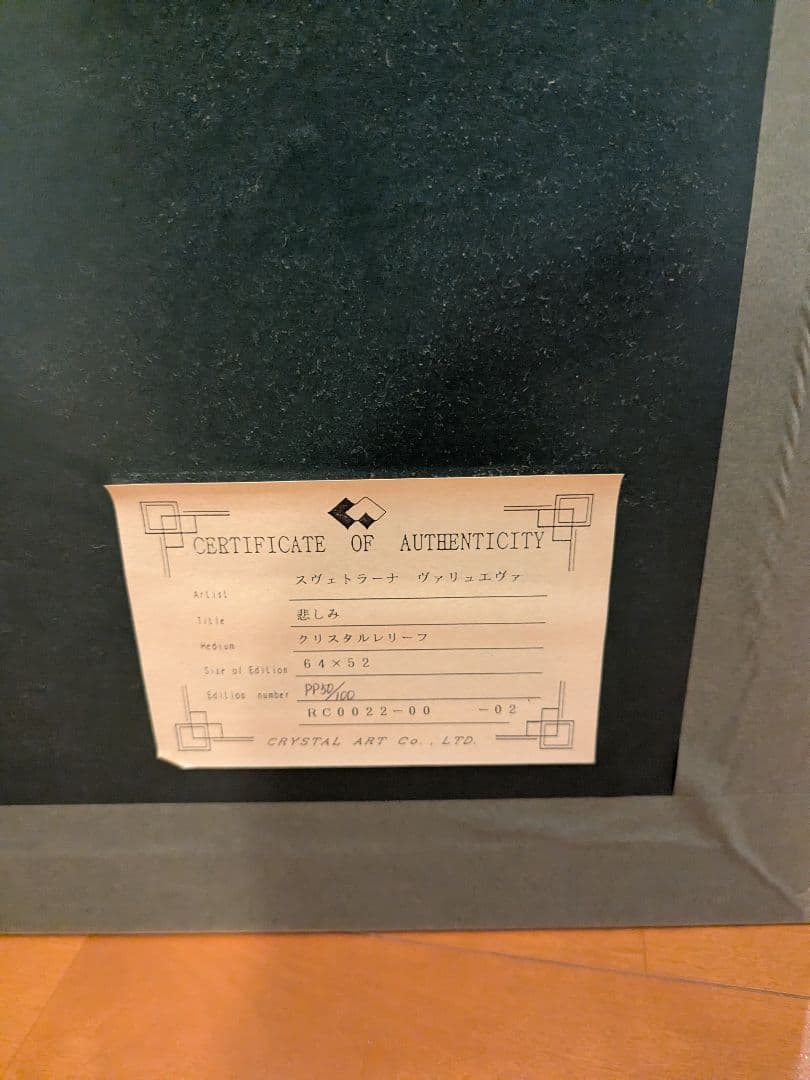 CERTIFICATE OF AUTHENTICITY
Artist スヴェトラーナ ヴァリュエヴァ
Title 悲しみ
Medium クリスタルレリーフ
Size of Edition 64×52
Edition number PP50/100
RC0022-00 -02
CRYSTAL ART Co., LTD.